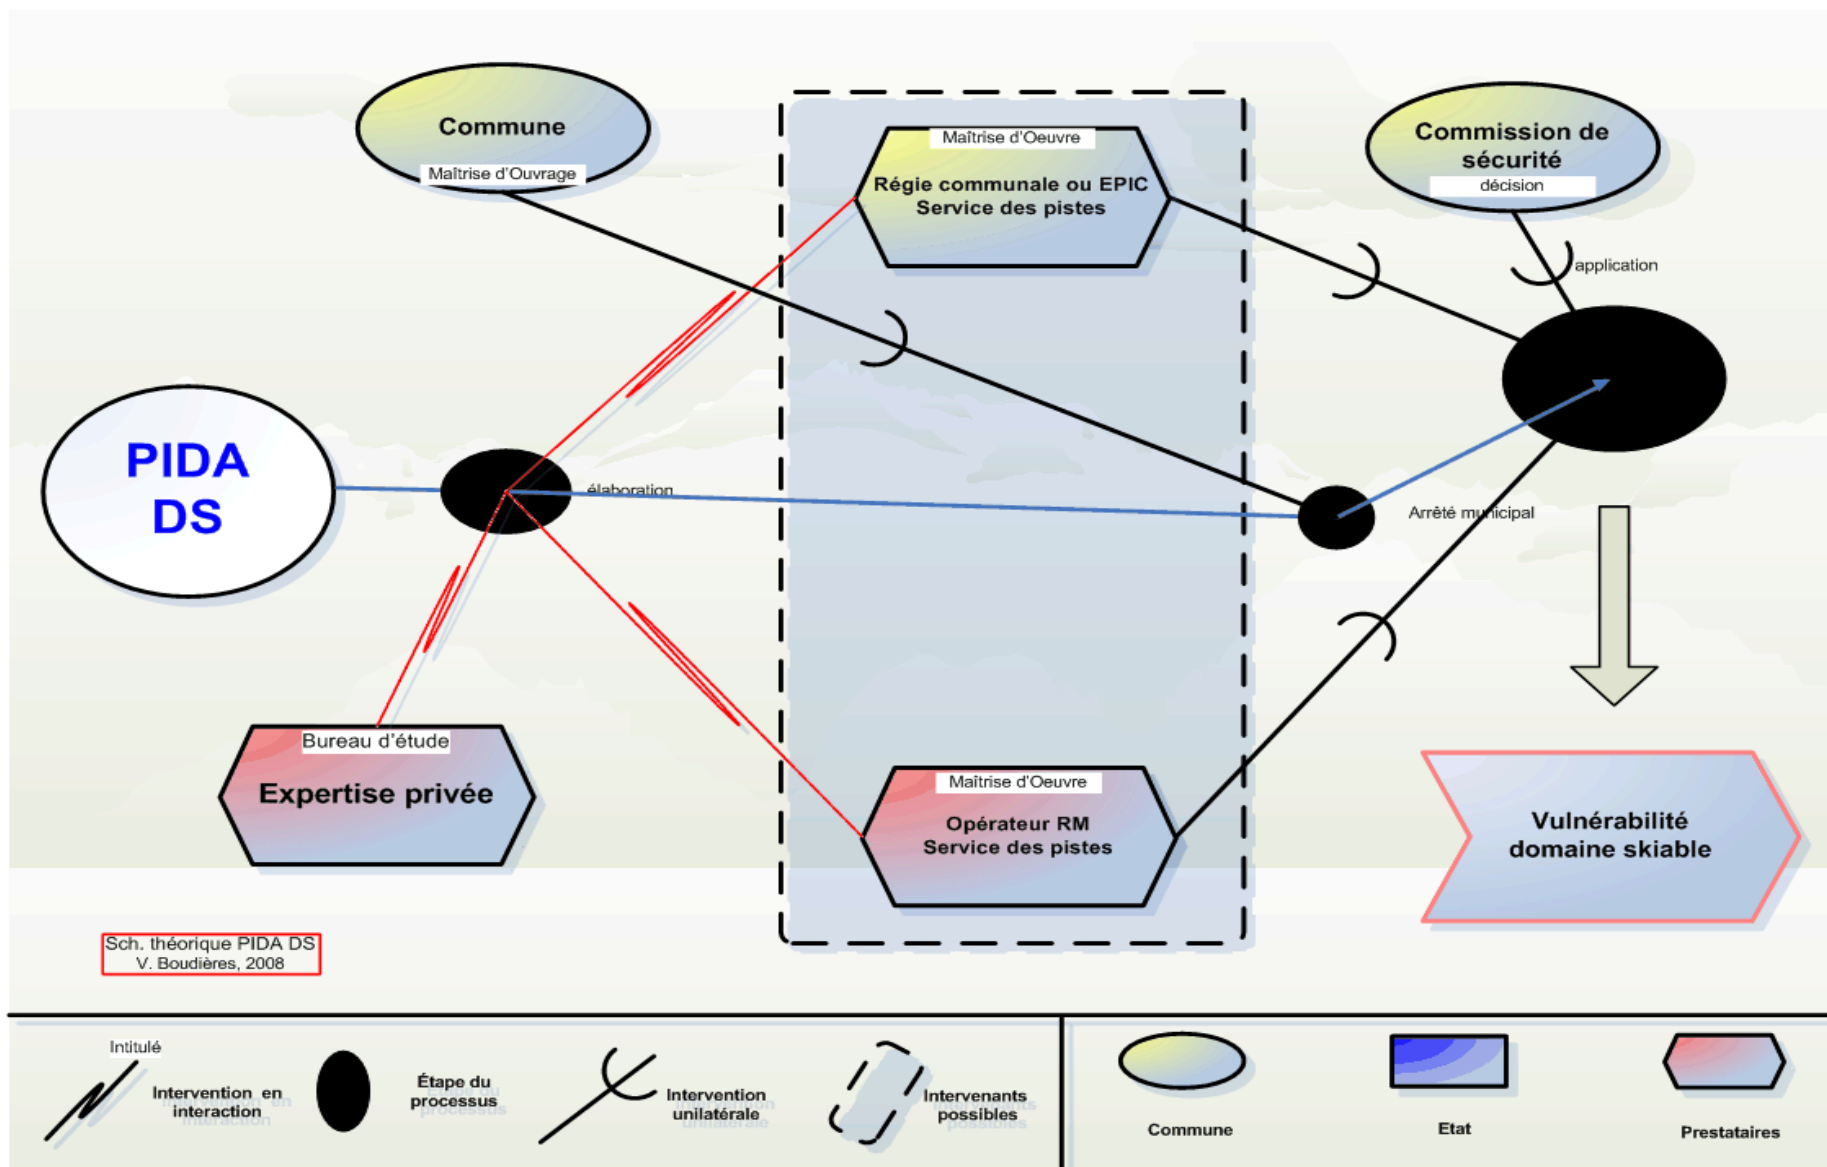 Commune
Maîtrise d'Ouvrage
Maîtrise d'Oeuvre
Régie communale ou EPIC
Service des pistes
Commission de
sécurité
décision
application
PIDA
DS
élaboration
Arrêté municipal
Bureau d'étude
Expertise privée
Maîtrise d'Oeuvre
Opérateur RM
Service des pistes
Vulnérabilité
domaine skiable
Sch. théorique PIDA DS
V. Boudières, 2008
Intitulé
Intervention en
interaction
Étape du
processus
Intervention
unilatérale
Intervenants
possibles
Commune
Etat
Prestataires